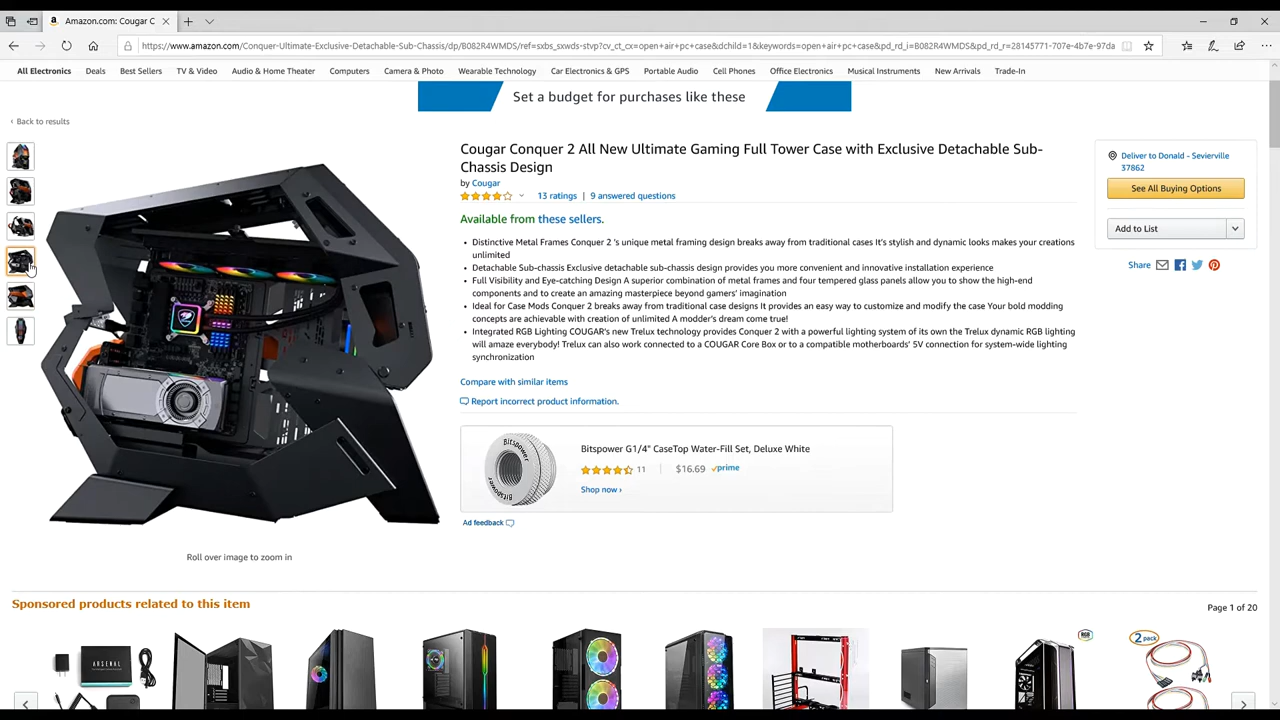 Amazon.com: Cougar C
https://www.amazon.com/Conquer-Ultimate-Exclusive-Detachable-Sub-Chassis/dp/B082R4WMDS/ref=sxbs_sxwds-stvp?cv_ct_cx=open+air+pc+case&dchild=1&keywords=open+air+pc+case&pd_rd_i=B082R4WMDS&pd_rd_r=28145771-707e-4b7e-97da
All Electronics Deals Best Sellers TV & Video Audio & Home Theater Computers Camera & Photo Wearable Technology Car Electronics & GPS Portable Audio Cell Phones Office Electronics Musical Instruments New Arrivals Trade-In
Set a budget for purchases like these
‹ Back to results
Cougar Conquer 2 All New Ultimate Gaming Full Tower Case with Exclusive Detachable Sub-
Chassis Design
by Cougar
13 ratings | 9 answered questions
Available from these sellers.
• Distinctive Metal Frames Conquer 2 's unique metal framing design breaks away from traditional cases It's stylish and dynamic looks makes your creations
unlimited
• Detachable Sub-chassis Exclusive detachable sub-chassis design provides you more convenient and innovative installation experience
• Full Visibility and Eye-catching Design A superior combination of metal frames and four tempered glass panels allow you to show the high-end
components and to create an amazing masterpiece beyond gamers' imagination
• Ideal for Case Mods Conquer 2 breaks away from traditional case designs It provides an easy way to customize and modify the case Your bold modding
concepts are achievable with creation of unlimited A modder's dream come true!
• Integrated RGB Lighting COUGAR's new Trelux technology provides Conquer 2 with a powerful lighting system of its own the Trelux dynamic RGB lighting
will amaze everybody! Trelux can also work connected to a COUGAR Core Box or to a compatible motherboards' 5V connection for system-wide lighting
synchronization
Compare with similar items
Report incorrect product information.
Deliver to Donald - Sevierville
37862
See All Buying Options
Add to List
Share
Bitspower
Bitspower
Bitspower G1/4" CaseTop Water-Fill Set, Deluxe White
11 | $16.69 prime
Shop now ›
Ad feedback
Roll over image to zoom in
Sponsored products related to this item
Page 1 of 20
ARSENAL
RGB
2 pack